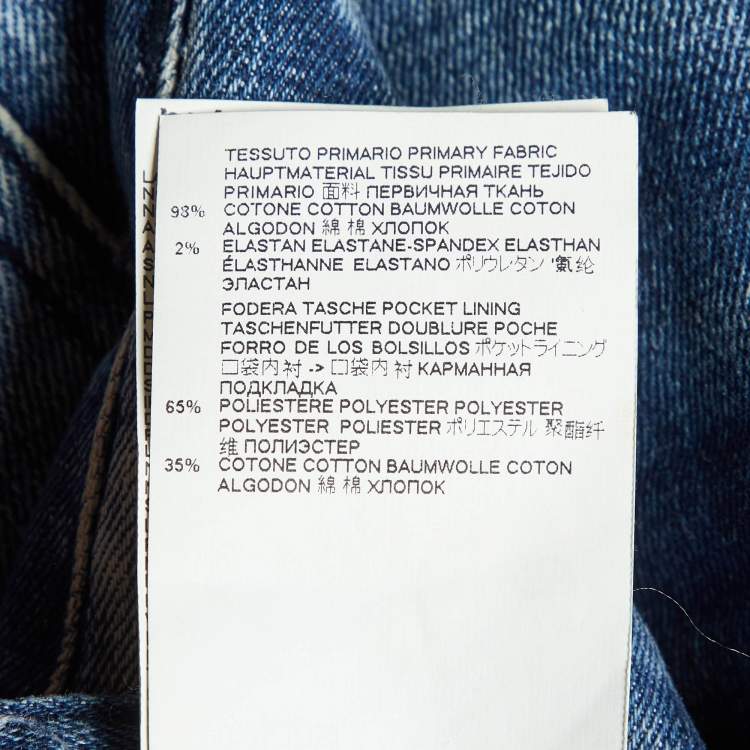 TESSUTO PRIMARIO PRIMARY FABRIC
HAUPTMATERIAL TISSU PRIMAIRE TEJIDO
PRIMARIO 面料 ПЕРВИЧНАЯ ТКАНЬ
98% COTONE COTTON BAUMWOLLE COTON
ALGODON 綿 棉 ХЛОПОК
2% ELASTAN ELASTANE-SPANDEX ELASTHAN
ÉLASTHANNE ELASTANO ポリウレタン '氨纶
ЭЛАСТАН
FODERA TASCHE POCKET LINING
TASCHENFUTTER DOUBLURE POCHE
FORRO DE LOS BOLSILLOS ポケットライニング
口袋内衬 -> 口袋内衬 КАРМАННАЯ
ПОДКЛАДКА
65% POLIESTERE POLYESTER POLYESTER
POLYESTER POLIESTER ポリエステル 聚酯纤
维 ПОЛИЭСТЕР
35% COTONE COTTON BAUMWOLLE COTON
ALGODON 綿 棉 ХЛОПОК